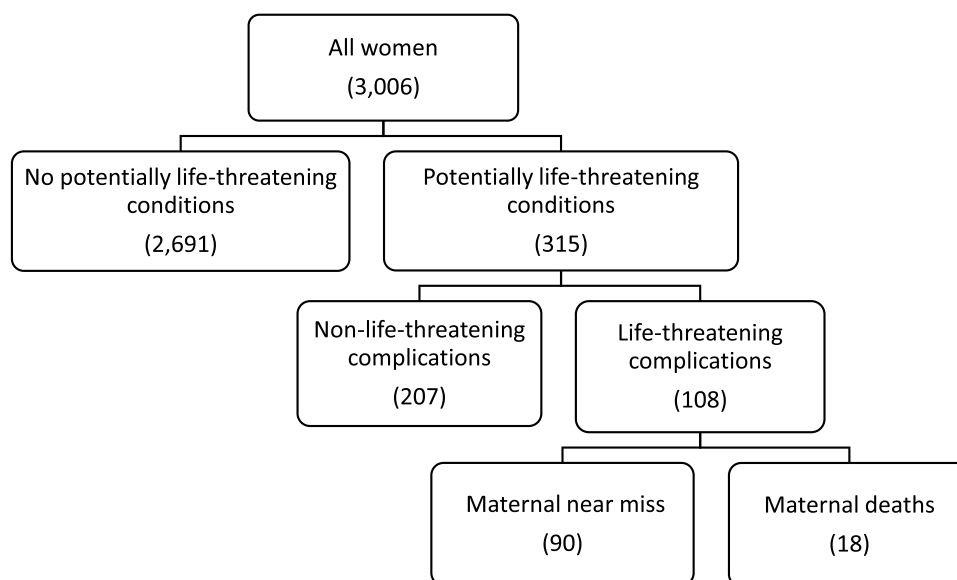 All women
(3,006)
No potentially life-threatening
conditions
(2,691)
Potentially life-threatening
conditions
(315)
Non-life-threatening
complications
(207)
Life-threatening
complications
(108)
Maternal near miss
(90)
Maternal deaths
(18)